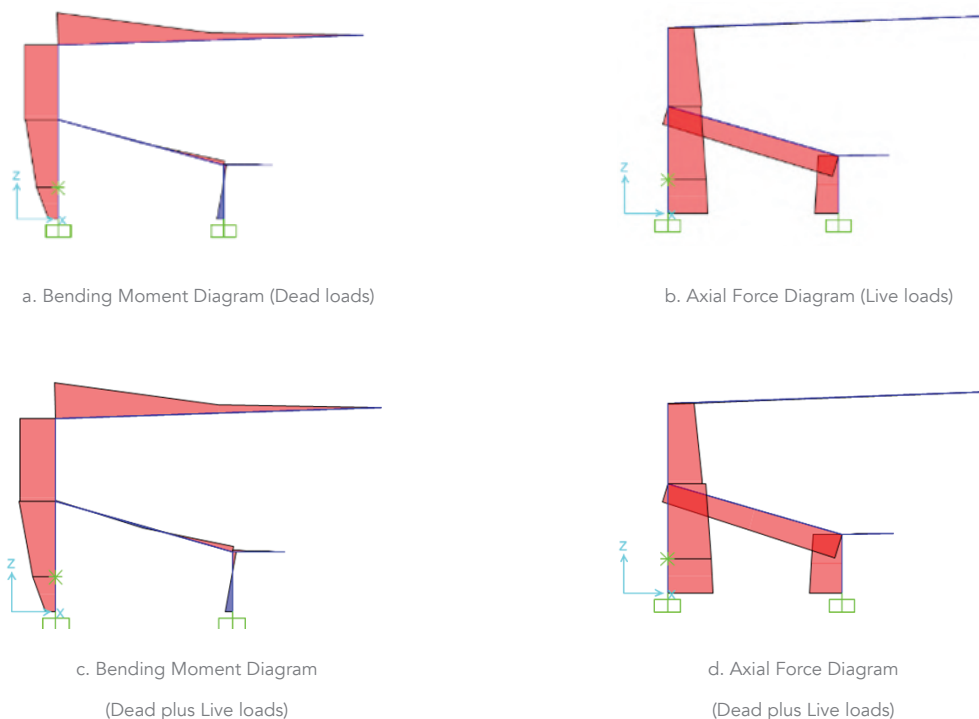 Z
X
a. Bending Moment Diagram (Dead loads)
Z
X
b. Axial Force Diagram (Live loads)
Z
X
c. Bending Moment Diagram
(Dead plus Live loads)
Z
X
d. Axial Force Diagram
(Dead plus Live loads)